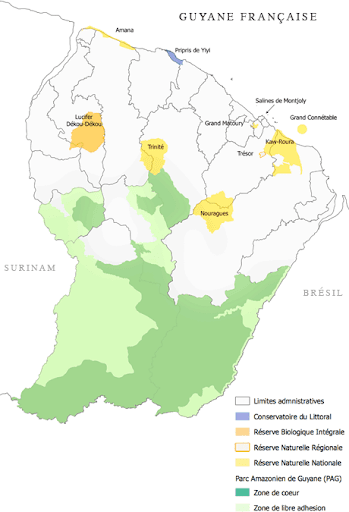 GUYANE FRANÇAISE
Amana
Pripris de Yiyi
Salines de Montjoly
Lucifer
Dékou-Dékou
Grand Matoury
Grand Connétable
Trinité
Kaw-Roura
Trésor
Nouragues
SURINAM
BRÉSIL
Limites admnistratives
Conservatoire du Littoral
Réserve Biologique Intégrale
Réserve Naturelle Régionale
Réserve Naturelle Nationale
Parc Amazonien de Guyane (PAG)
Zone de coeur
Zone de libre adhesion